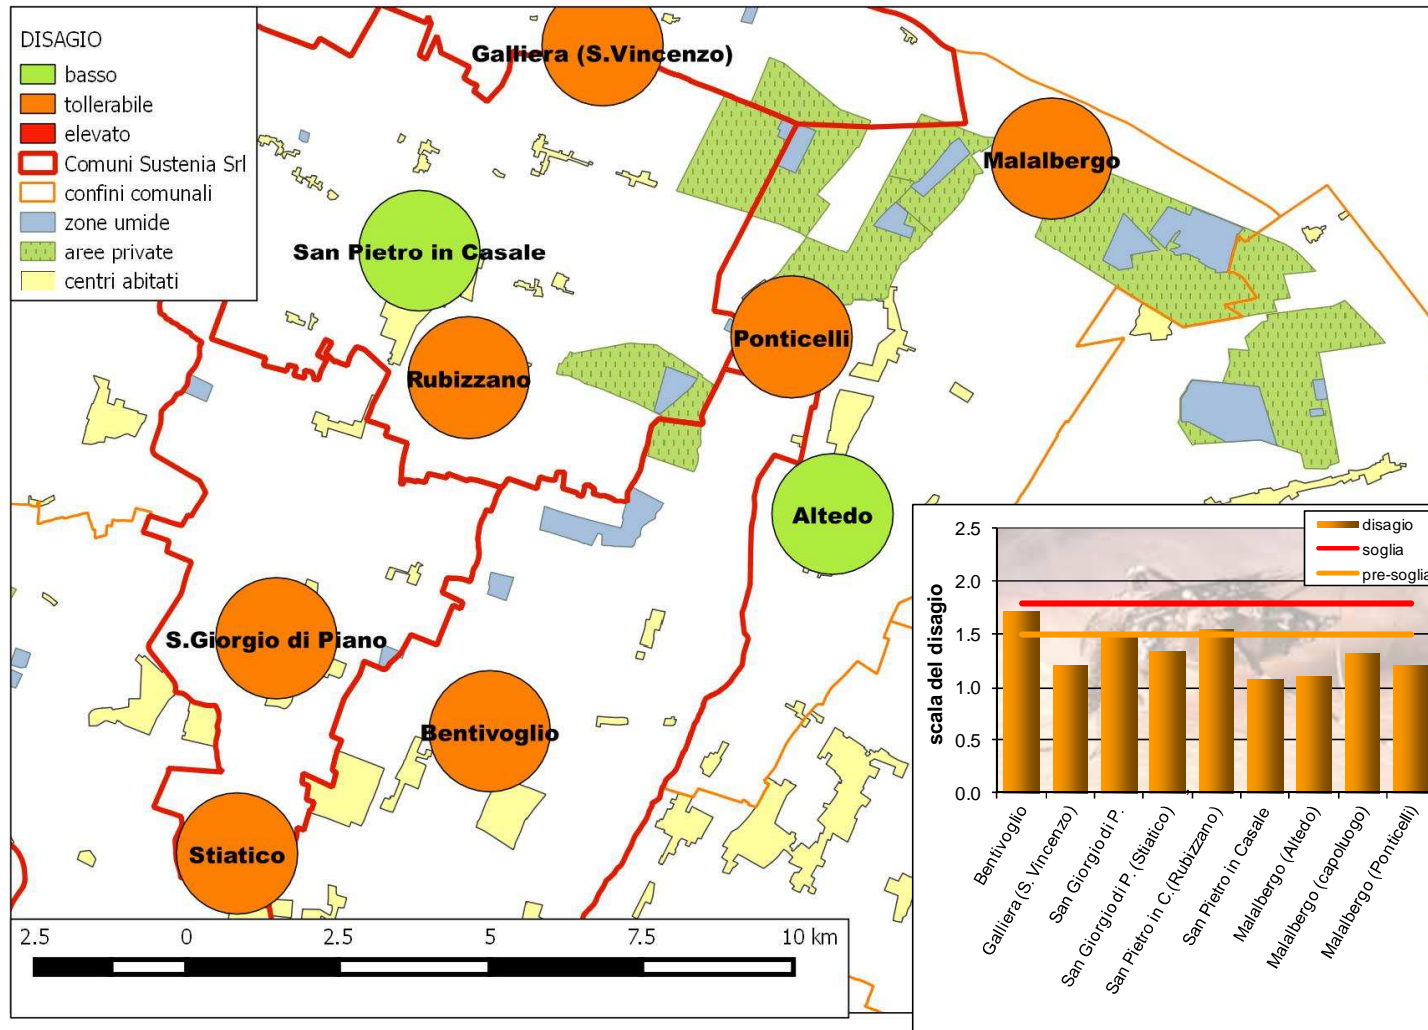 DISAGIO
basso
tollerabile
elevato
Comuni Sustenia Srl
confini comunali
zone umide
aree private
centri abitati
Galliera (S.Vincenzo)
Malalbergo
San Pietro in Casale
Ponticelli
Rubizzano
Altedo
S.Giorgio di Piano
Bentivoglio
Stiatico
2.5 0 2.5 5 7.5 10 km
disagio
soglia
pre-soglia
scala del disagio
2.5
2.0
1.5
1.0
0.5
0.0
Bentivoglio
Galliera (S. Vincenzo)
San Giorgio di P.
San Giorgio di P. (Stiatico)
San Pietro in C. (Rubizzano)
San Pietro in Casale
Malalbergo (Altedo)
Malalbergo (capoluogo)
Malalbergo (Ponticelli)